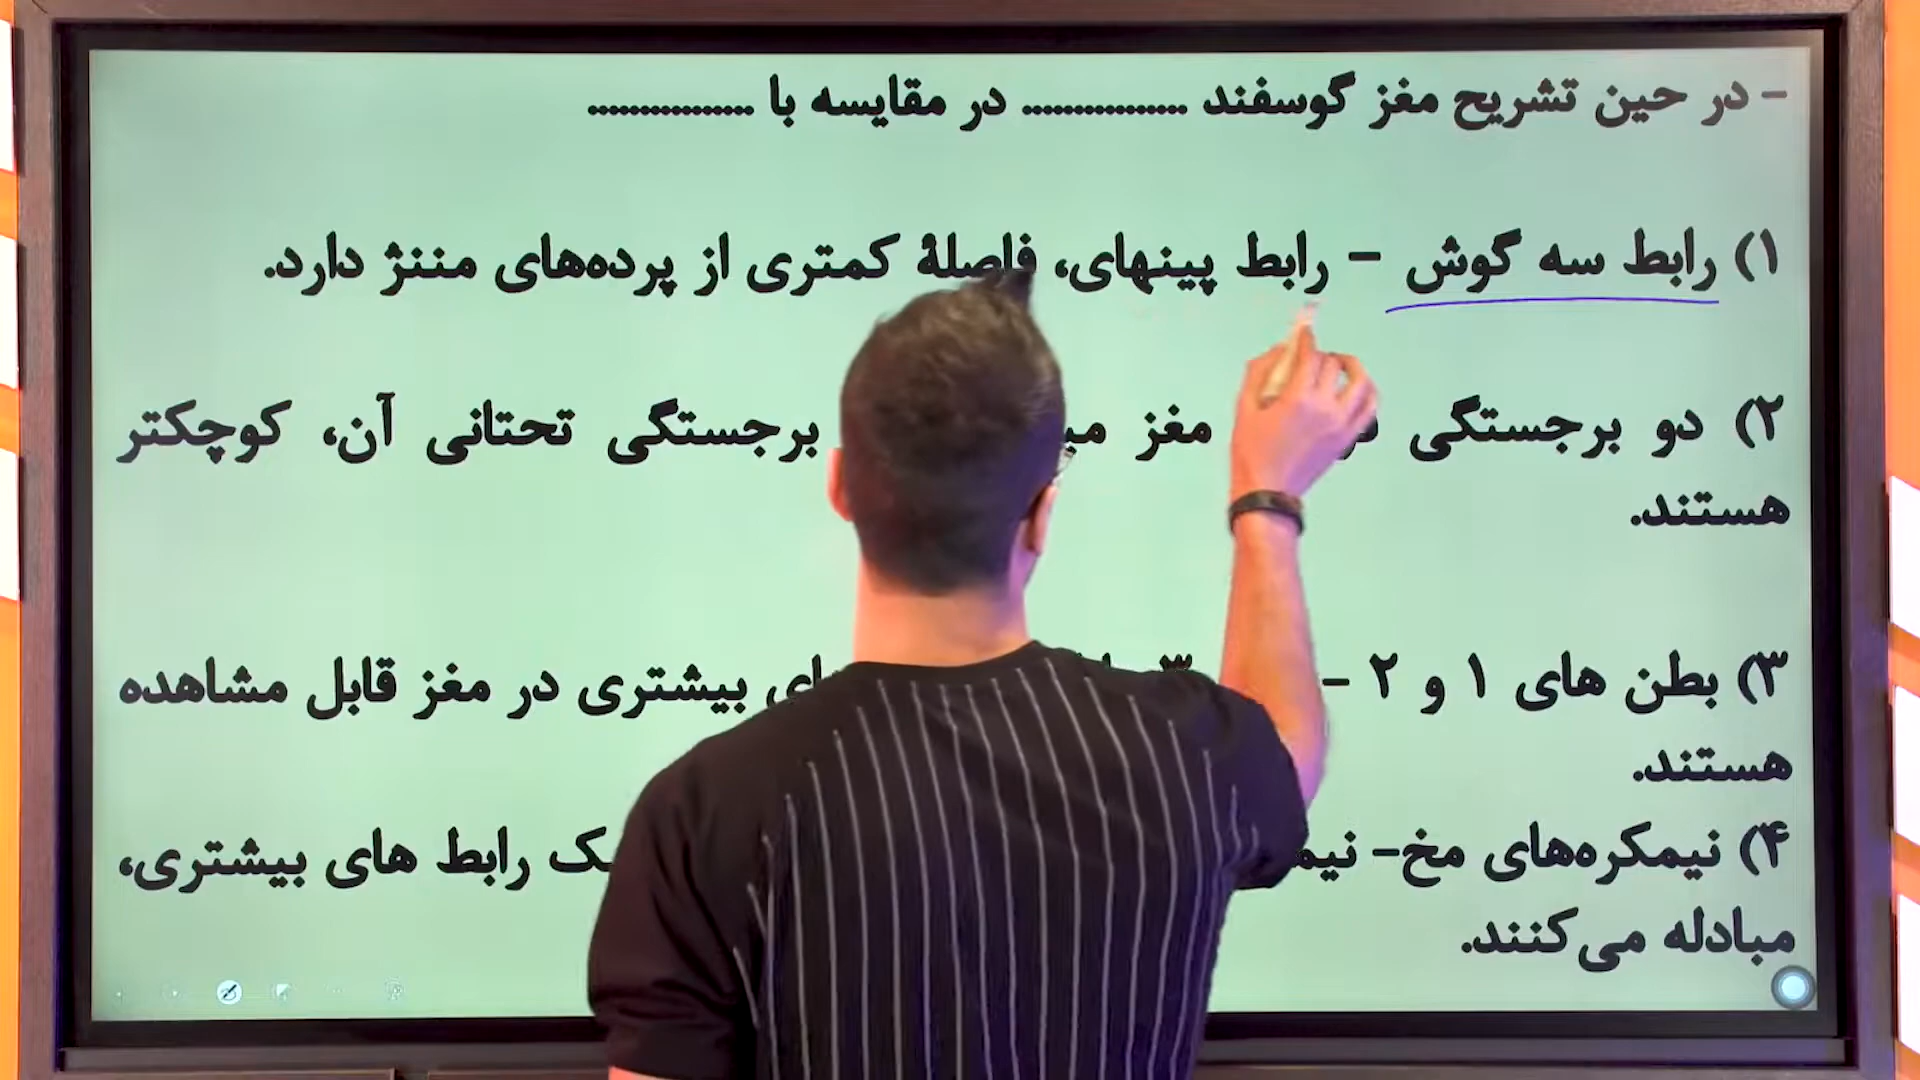 - در حین تشریح مغز گوسفند ................ در مقایسه با ................
۱) رابط سه گوش - رابط پینهای، فاصلهٔ کمتری از پرده‌های مننژ دارد.
۲) دو برجستگی مغز برجستگی تحتانی آن، کوچکتر
هستند.
۳) بطن های ۱ و ۲ - بیشتری در مغز قابل مشاهده
هستند.
۴) نیمکره‌های مخ- رابط های بیشتری،
مبادله می‌کنند.